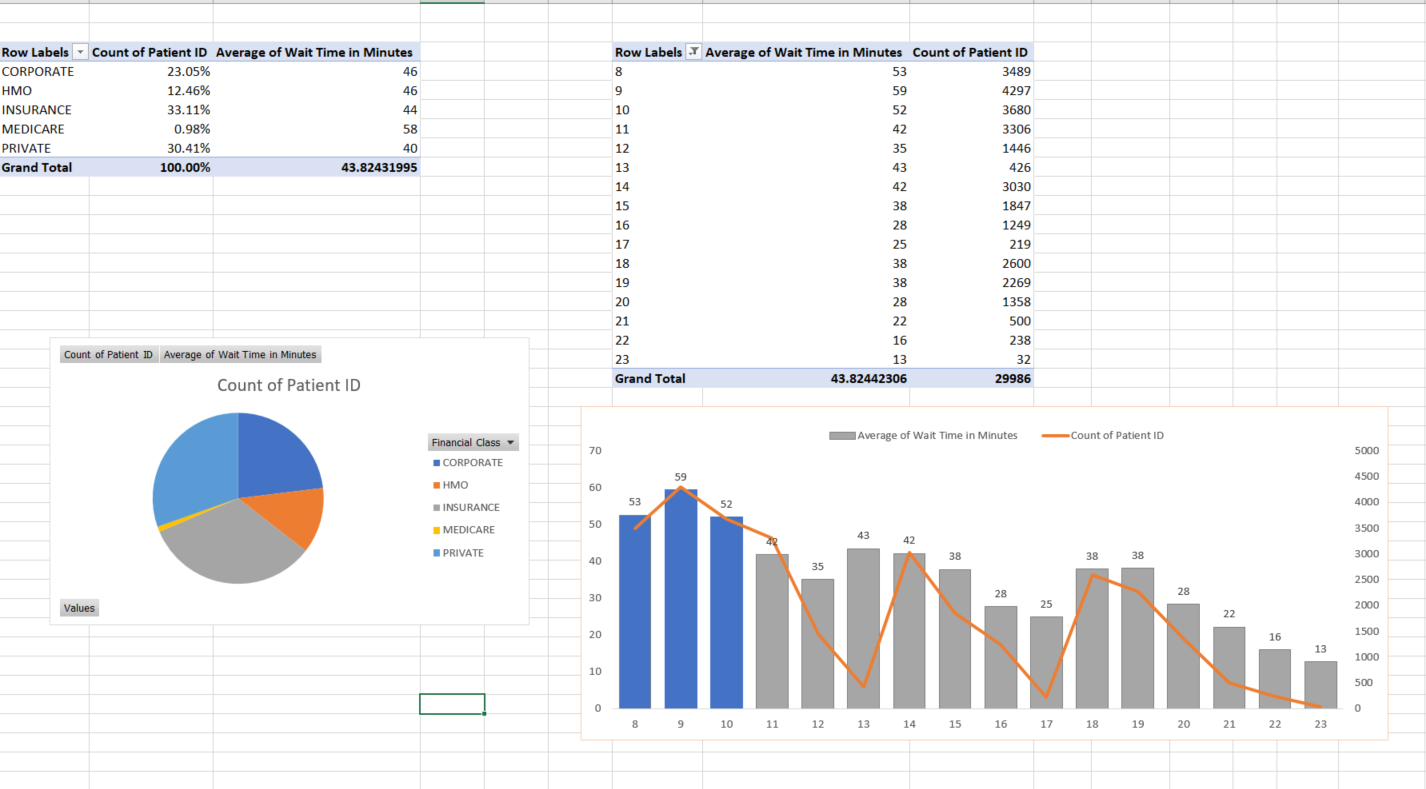 Row Labels Count of Patient ID Average of Wait Time in Minutes
CORPORATE 23.05% 46
HMO 12.46% 46
INSURANCE 33.11% 44
MEDICARE 0.98% 58
PRIVATE 30.41% 40
Grand Total 100.00% 43.82431995
Row Labels Average of Wait Time in Minutes Count of Patient ID
8 53 3489
9 59 4297
10 52 3680
11 42 3306
12 35 1446
13 43 426
14 42 3030
15 38 1847
16 28 1249
17 25 219
18 38 2600
19 38 2269
20 28 1358
21 22 500
22 16 238
23 13 32
Grand Total 43.82442306 29986
Count of Patient ID Average of Wait Time in Minutes
Count of Patient ID
Financial Class
CORPORATE
HMO
INSURANCE
MEDICARE
PRIVATE
Values
Average of Wait Time in Minutes Count of Patient ID
70
60
50
40
30
20
10
0
53 59 52 42 35 43 42 38 28 25 38 38 28 22 16 13
5000
4500
4000
3500
3000
2500
2000
1500
1000
500
0
8 9 10 11 12 13 14 15 16 17 18 19 20 21 22 23